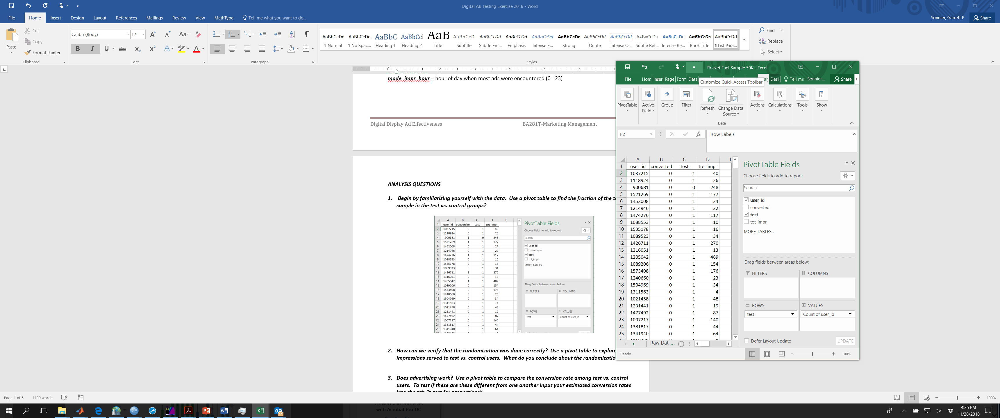 Digital AB Testing Exercise 2018 - Word
File Home Insert Design Layout References Mailings Review View MathType Tell me what you want to do... Sonnier, Garrett P Share
Paste
Cut
Copy
Format Painter
Clipboard
Calibri (Body) 12
Font
Paragraph
AaBbCcDd AaBbCcDd AaBbC AaBbCc AaB AaBbCcD AaBbCcDd AaBbCcDd AaBbCcDd AaBbCcDc AaBbCcDd AaBbCcDd AaBbCcDd AaBbCcDd AaBbCcDd AaBbCcDd
¶ Normal ¶ No Spac... Heading 1 Heading 2 Title Subtitle Subtle Em... Emphasis Intense E... Strong Quote Intense Q... Subtle Ref... Intense Re... Book Title ¶ List Para...
Styles
Find
Replace
Select
mode_impr_hour = hour of day when most ads were encountered (0 - 23)
Digital Display Ad Effectiveness BA281T-Marketing Management
ANALYSIS QUESTIONS
1. Begin by familiarizing yourself with the data. Use a pivot table to find the fraction of the
sample in the test vs. control groups?
A B C D E
1 user_id conversion test tot_impr
2 1037215 0 1 40
3 1118924 0 1 26
4 900681 1 0 248
5 1521269 1 1 177
6 1452008 0 1 24
7 1214946 0 1 22
8 1474276 1 1 117
9 1088553 0 1 10
10 1535178 0 1 16
11 1089523 0 1 34
12 1426711 1 1 270
13 1316051 0 1 13
14 1205042 1 1 489
15 1089206 0 1 154
16 1573408 0 1 176
17 1240660 0 1 23
18 1504969 0 1 34
19 1311563 0 1 4
20 1021458 0 1 48
21 1231441 0 1 19
22 1477492 0 1 87
23 1007217 0 1 140
24 1381817 0 1 44
25 1341940 0 1 64
PivotTable Fields
Choose fields to add to report:
Search
user_id
conversion
test
tot_impr
MORE TABLES...
Drag fields between areas below:
FILTERS COLUMNS
ROWS VALUES
test Count of user_id
2. How can we verify that the randomization was done correctly? Use a pivot table to explore
impressions served to test vs. control users. What do you conclude about the
3. Does advertising work? Use a pivot table to compare the conversion rate among test vs. control
users. To test if these are these different from one another input your estimated conversion rates
into the tab “z-test for proportions”
Rocket Fuel Sample 50K - Excel
File Hom Inser Page Forr Data Desi Tell me Sonnier... Share
Customize Quick Access Toolbar
PivotTable
Active
Field
Group
Filter
Refresh
Change Data
Source
Actions
Calculations
Tools
Show
Data
F2 fx Row Labels
A B C D E
1 user_id converted test tot_impr
2 1037215 0 1 40
3 1118924 0 1 26
4 900681 0 0 248
5 1521269 0 1 177
6 1452008 0 1 24
7 1214946 0 1 22
8 1474276 0 1 117
9 1088553 0 1 10
10 1535178 0 1 16
11 1089523 0 1 34
12 1426711 0 1 270
13 1316051 0 1 13
14 1205042 0 1 489
15 1089206 0 1 154
16 1573408 0 1 176
17 1240660 0 1 23
18 1504969 0 1 34
19 1311563 0 1 4
20 1021458 0 1 48
21 1231441 0 1 19
22 1477492 0 1 87
23 1007217 0 1 140
24 1381817 0 1 44
25 1341940 0 1 64
PivotTable Fields
Choose fields to add to report:
Search
user_id
converted
test
tot_impr
MORE TABLES...
Drag fields between areas below:
FILTERS COLUMNS
ROWS VALUES
test Count of user_id
Defer Layout Update UPDATE
Raw Dat ...
Ready 100%
Page 1 of 6 1139 words 100%
Convert and edit PDFs
with Acrobat Pro DC
4:35 PM
11/28/2018